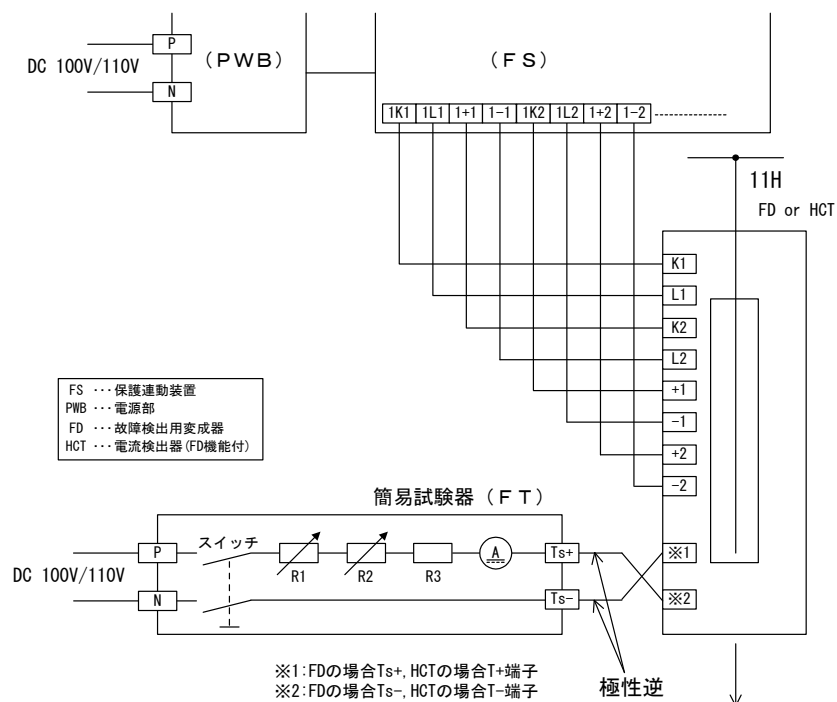 P
DC 100V/110V
N
(PWB)
(FS)
1K1 1L1 1+1 1-1 1K2 1L2 1+2 1-2
11H
FD or HCT
K1
L1
K2
L2
+1
-1
+2
-2
FS …保護連動装置
PWB …電源部
FD …故障検出用変成器
HCT …電流検出器(FD機能付)
簡易試験器(FT)
P スイッチ A Ts+ ※1
R1 R2 R3
DC 100V/110V
N Ts− ※2
※1:FDの場合Ts+,HCTの場合T+端子
※2:FDの場合Ts−,HCTの場合T−端子
極性逆